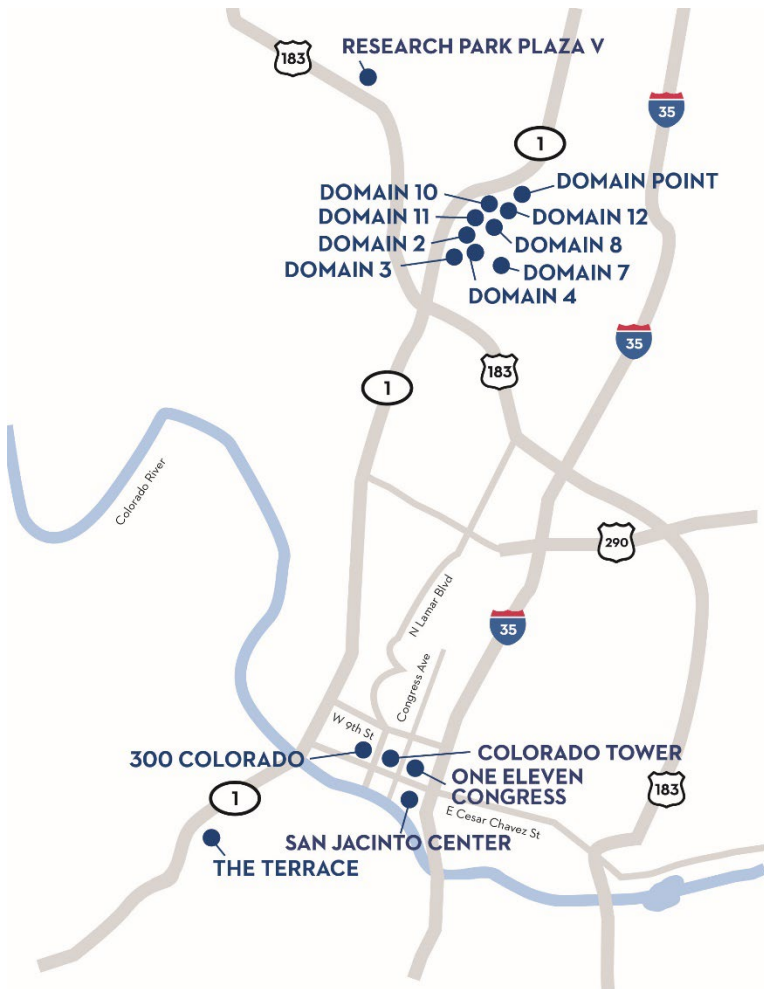 RESEARCH PARK PLAZA V
183
35
1
DOMAIN POINT
DOMAIN 10
DOMAIN 12
DOMAIN 11
DOMAIN 2
DOMAIN 8
DOMAIN 3
DOMAIN 7
DOMAIN 4
35
183
1
Colorado River
290
N Lamar Blvd
35
Congress Ave
W 9th St
300 COLORADO
COLORADO TOWER
ONE ELEVEN
CONGRESS
183
1
E Cesar Chavez St
SAN JACINTO CENTER
THE TERRACE